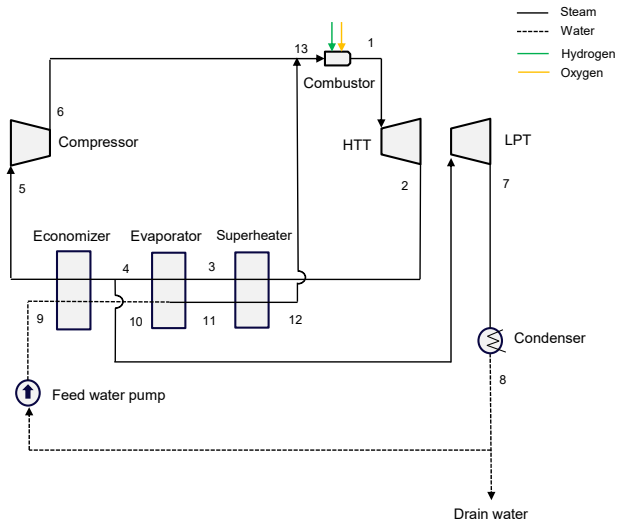 Steam
Water
Hydrogen
Oxygen
13
1
Combustor
6
Compressor
HTT
LPT
2
7
5
Economizer
Evaporator
Superheater
4
3
9
10
11
12
Condenser
8
Feed water pump
Drain water